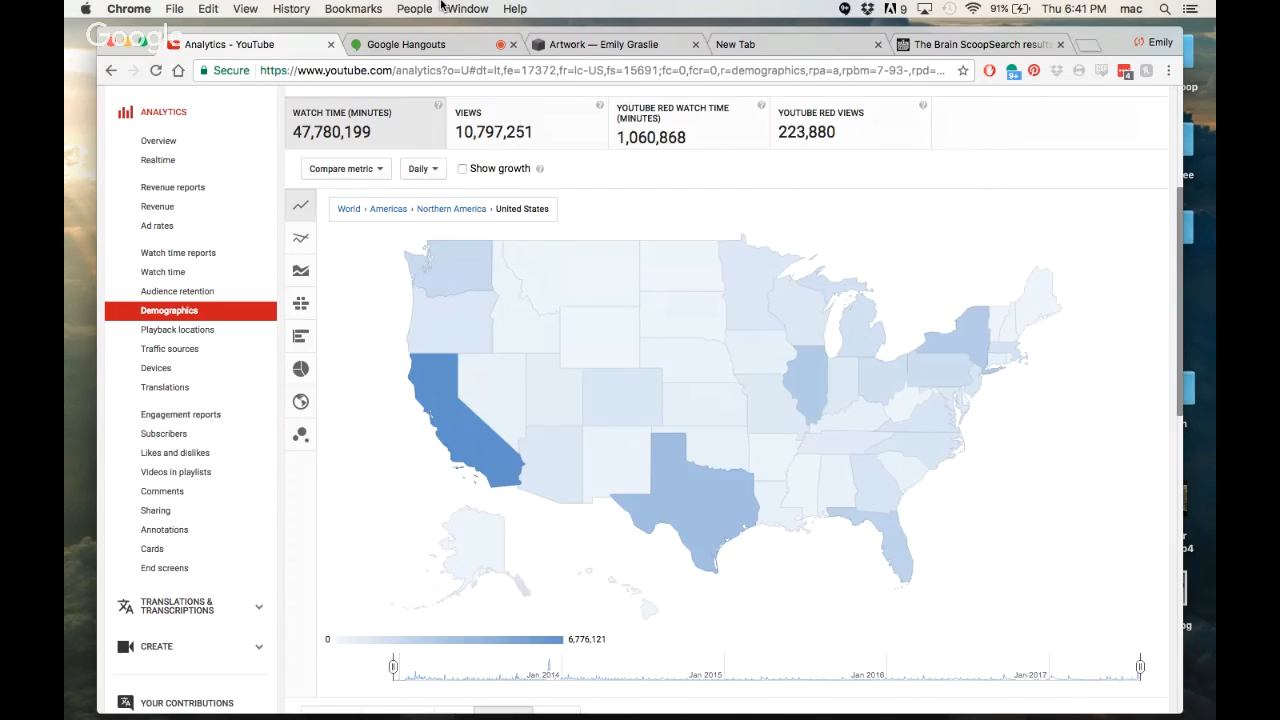 Chrome File Edit View History Bookmarks People Window Help 9 91% Thu 6:41 PM mac
Google
Analytics - YouTube Google Hangouts Artwork — Emily Graslie New Tab The Brain ScoopSearch results Emily
Secure https://www.youtube.com/analytics?o=U#dt=lt,fe=17372,fr=lc-US,fs=15691;fc=0,fcr=0,r=demographics,rpa=a,rpbm=7-93-,rpd=... 9+ 4
ANALYTICS
Overview
Realtime
Revenue reports
Revenue
Ad rates
Watch time reports
Watch time
Audience retention
Demographics
Playback locations
Traffic sources
Devices
Translations
Engagement reports
Subscribers
Likes and dislikes
Videos in playlists
Comments
Sharing
Annotations
Cards
End screens
TRANSLATIONS &
TRANSCRIPTIONS
CREATE
YOUR CONTRIBUTIONS
WATCH TIME (MINUTES)
47,780,199
VIEWS
10,797,251
YOUTUBE RED WATCH TIME
(MINUTES)
1,060,868
YOUTUBE RED VIEWS
223,880
Compare metric Daily Show growth
World › Americas › Northern America › United States
0 6,776,121
Jan 2014 Jan 2015 Jan 2016 Jan 2017